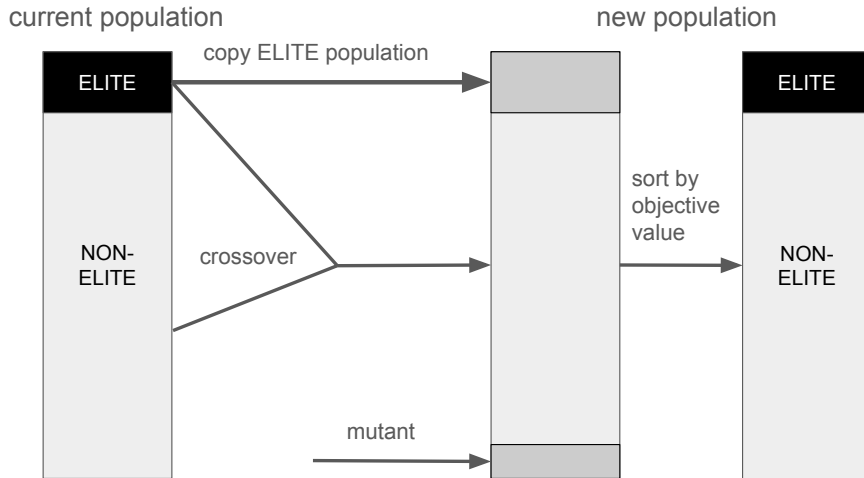 current population
new population
copy ELITE population
ELITE
ELITE
sort by
objective
value
NON-
ELITE
crossover
NON-
ELITE
mutant